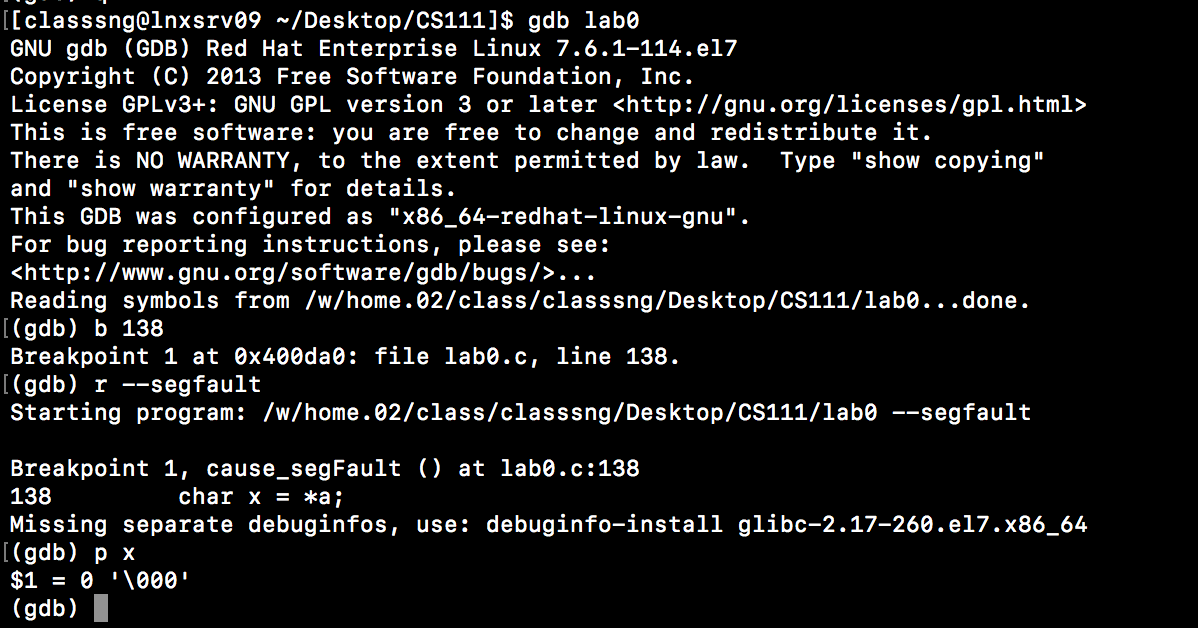 [[classsng@lnxsrv09 ~/Desktop/CS111]$ gdb lab0
GNU gdb (GDB) Red Hat Enterprise Linux 7.6.1-114.el7
Copyright (C) 2013 Free Software Foundation, Inc.
License GPLv3+: GNU GPL version 3 or later <http://gnu.org/licenses/gpl.html>
This is free software: you are free to change and redistribute it.
There is NO WARRANTY, to the extent permitted by law.  Type "show copying"
and "show warranty" for details.
This GDB was configured as "x86_64-redhat-linux-gnu".
For bug reporting instructions, please see:
<http://www.gnu.org/software/gdb/bugs/>...
Reading symbols from /w/home.02/class/classsng/Desktop/CS111/lab0...done.
[(gdb) b 138
Breakpoint 1 at 0x400da0: file lab0.c, line 138.
[(gdb) r --segfault
Starting program: /w/home.02/class/classsng/Desktop/CS111/lab0 --segfault
Breakpoint 1, cause_segFault () at lab0.c:138
138         char x = *a;
Missing separate debuginfos, use: debuginfo-install glibc-2.17-260.el7.x86_64
[(gdb) p x
$1 = 0 '\000'
(gdb)